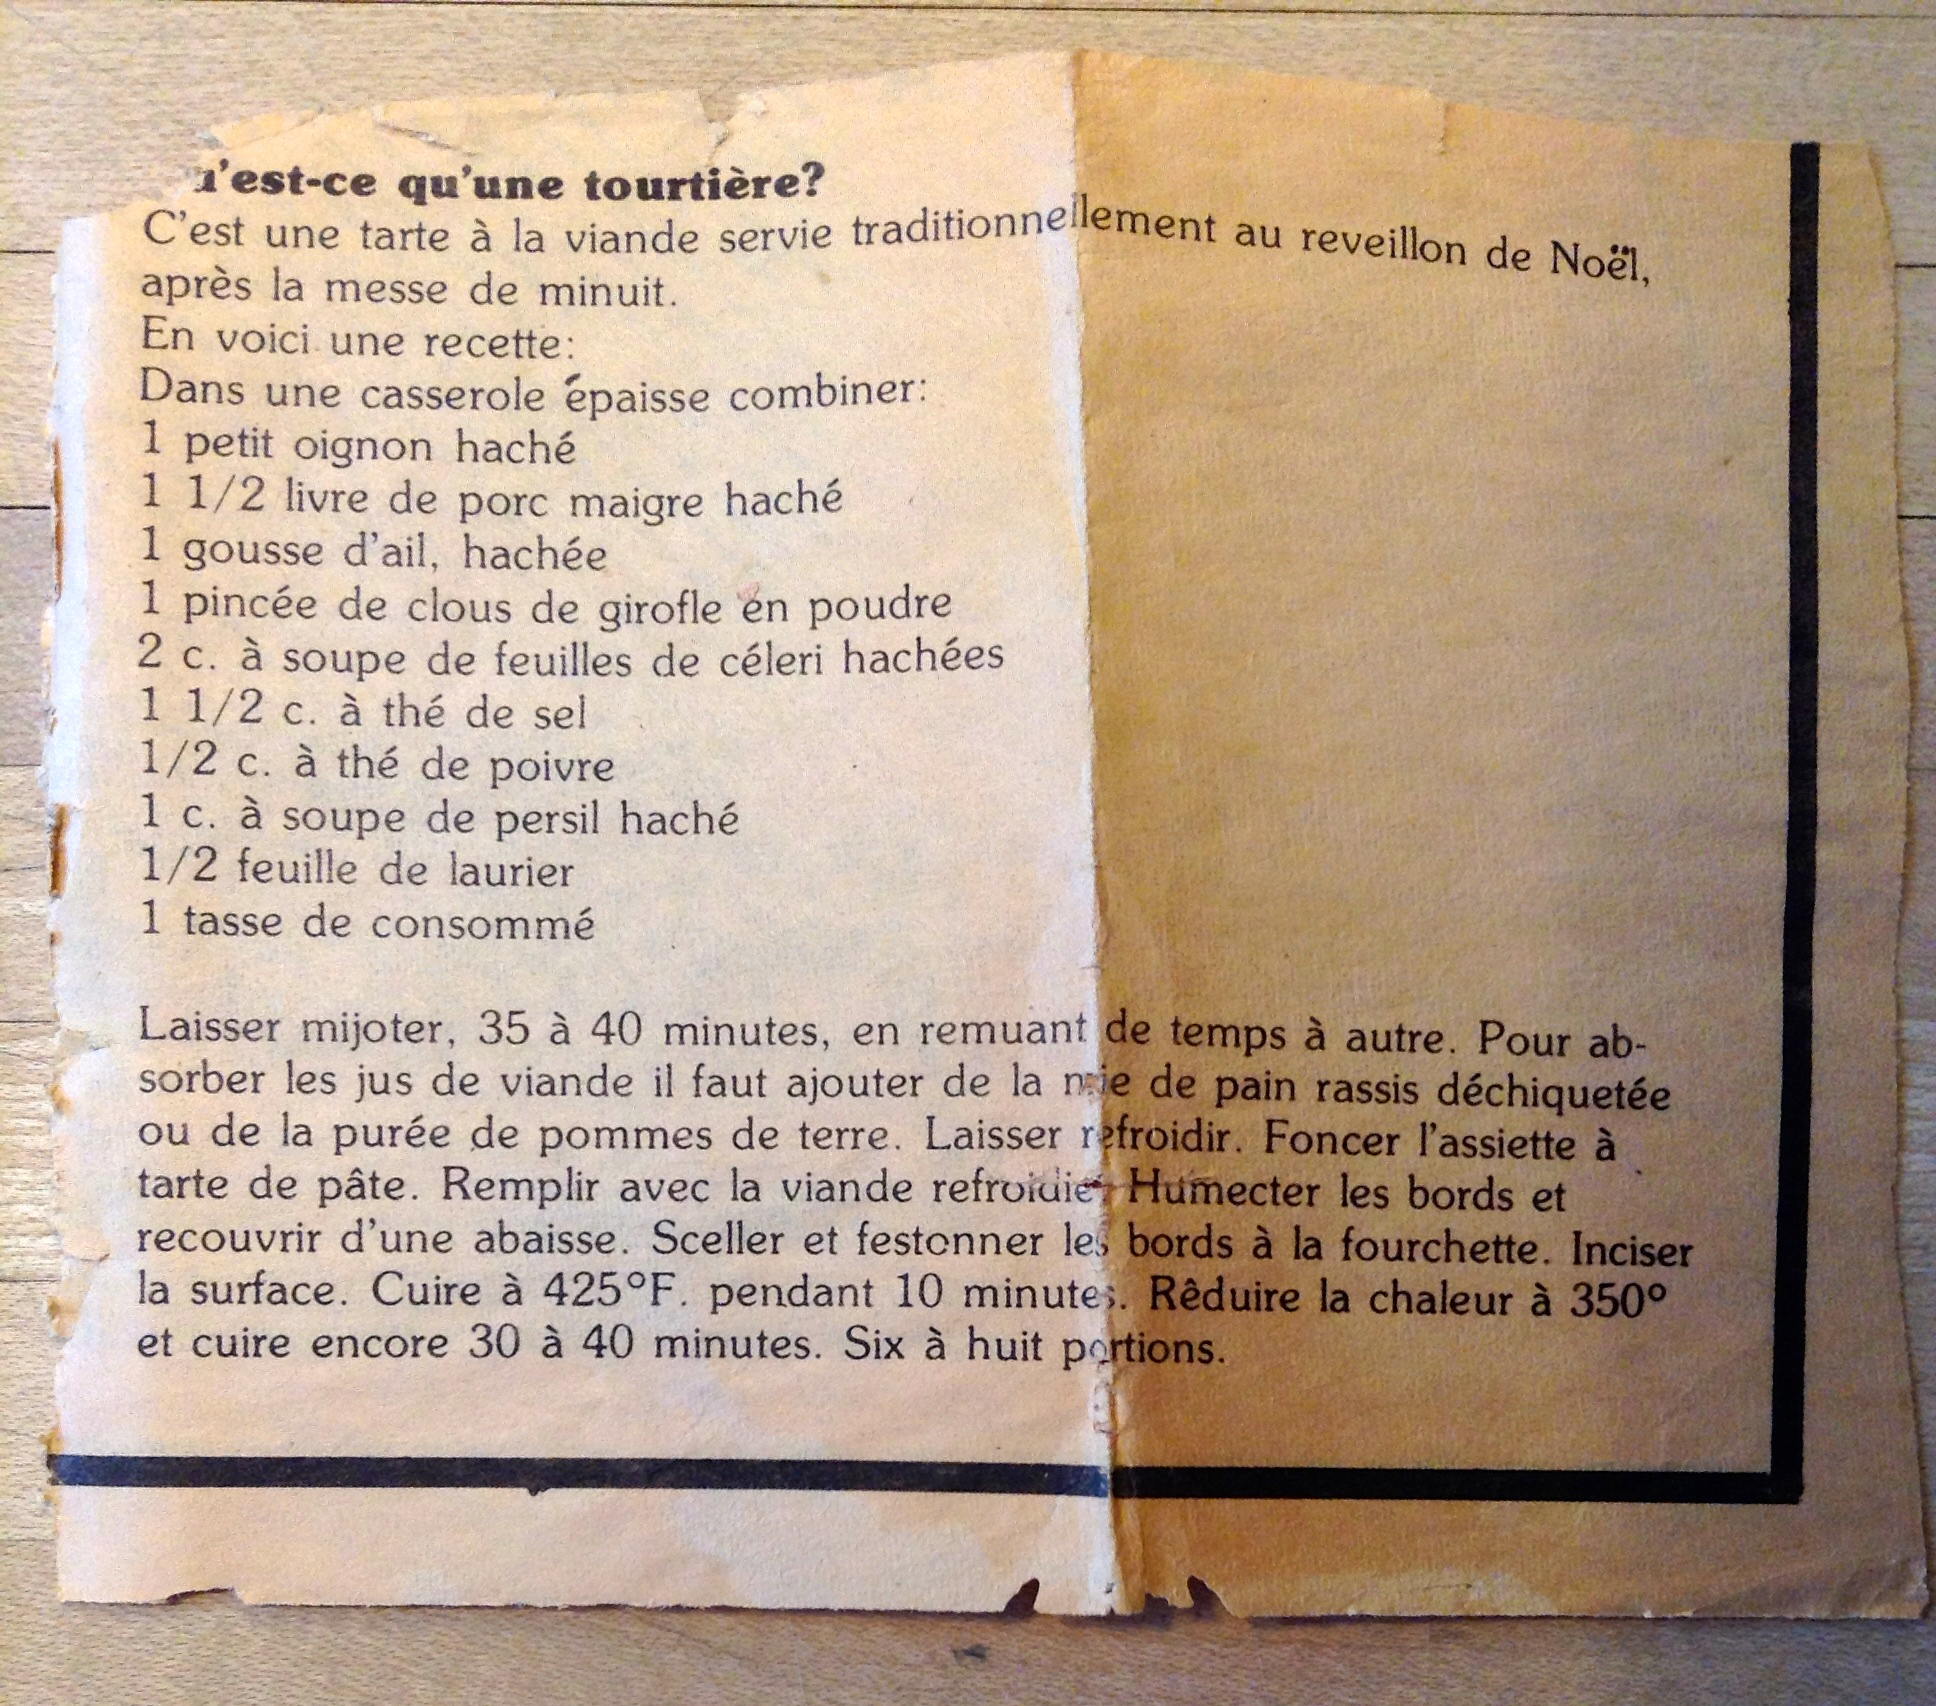 u'est-ce qu'une tourtière?
C'est une tarte à la viande servie traditionnellement au reveillon de Noël,
après la messe de minuit.
En voici une recette:
Dans une casserole épaisse combiner:
1 petit oignon haché
1 1/2 livre de porc maigre haché
1 gousse d'ail, hachée
1 pincée de clous de girofle en poudre
2 c. à soupe de feuilles de céleri hachées
1 1/2 c. à thé de sel
1/2 c. à thé de poivre
1 c. à soupe de persil haché
1/2 feuille de laurier
1 tasse de consommé
Laisser mijoter, 35 à 40 minutes, en remuant de temps à autre. Pour ab-
sorber les jus de viande il faut ajouter de la mie de pain rassis déchiquetée
ou de la purée de pommes de terre. Laisser refroidir. Foncer l'assiette à
tarte de pâte. Remplir avec la viande refroidie. Humecter les bords et
recouvrir d'une abaisse. Sceller et festonner les bords à la fourchette. Inciser
la surface. Cuire à 425°F. pendant 10 minutes. Rêduire la chaleur à 350°
et cuire encore 30 à 40 minutes. Six à huit portions.